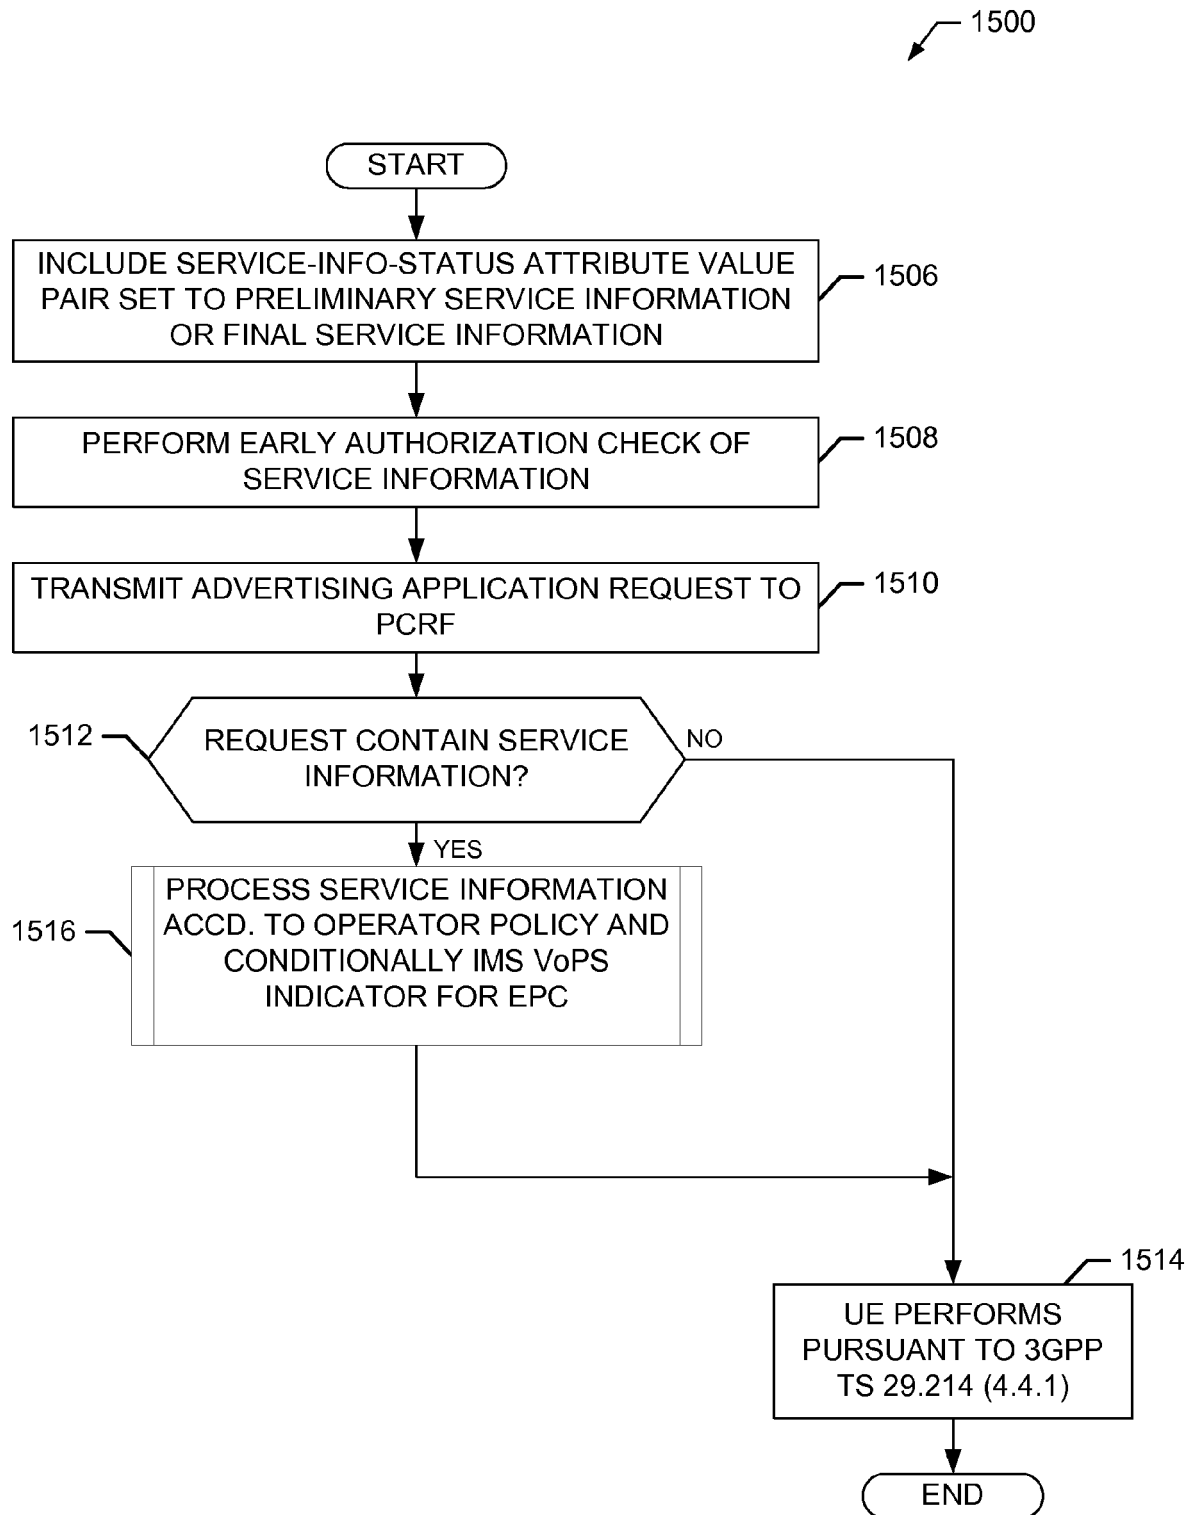 1500
START
INCLUDE SERVICE-INFO-STATUS ATTRIBUTE VALUE
PAIR SET TO PRELIMINARY SERVICE INFORMATION
OR FINAL SERVICE INFORMATION
1506
PERFORM EARLY AUTHORIZATION CHECK OF
SERVICE INFORMATION
1508
TRANSMIT ADVERTISING APPLICATION REQUEST TO
PCRF
1510
1512
REQUEST CONTAIN SERVICE
INFORMATION?
NO
YES
1516
PROCESS SERVICE INFORMATION
ACCD. TO OPERATOR POLICY AND
CONDITIONALLY IMS VoPS
INDICATOR FOR EPC
1514
UE PERFORMS
PURSUANT TO 3GPP
TS 29.214 (4.4.1)
END